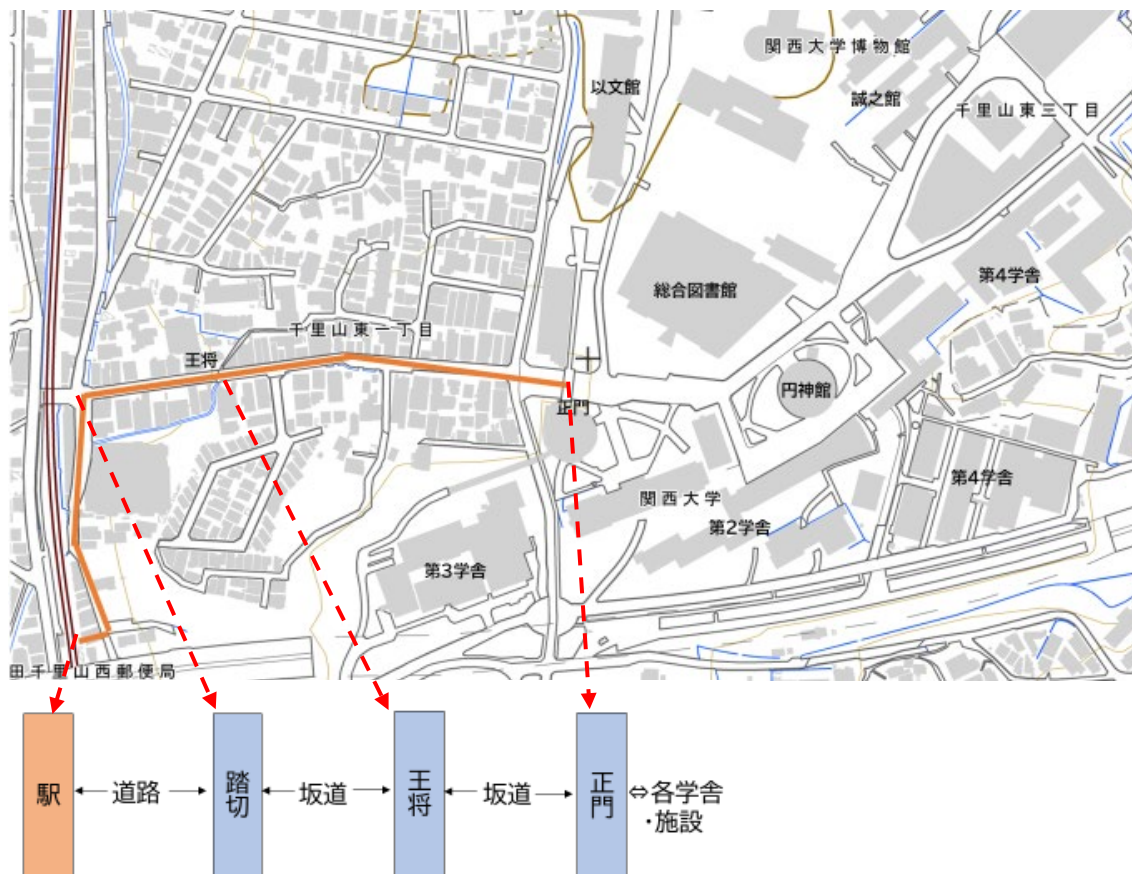 関西大学博物館
以文館
誠之館
千里山東三丁目
第4学舎
総合図書館
千里山東一丁目
王将
円神館
正門
関西大学
第4学舎
第2学舎
第3学舎
田千里山西郵便局
駅
道路
踏切
坂道
王将
坂道
正門
⇔各学舎
・施設